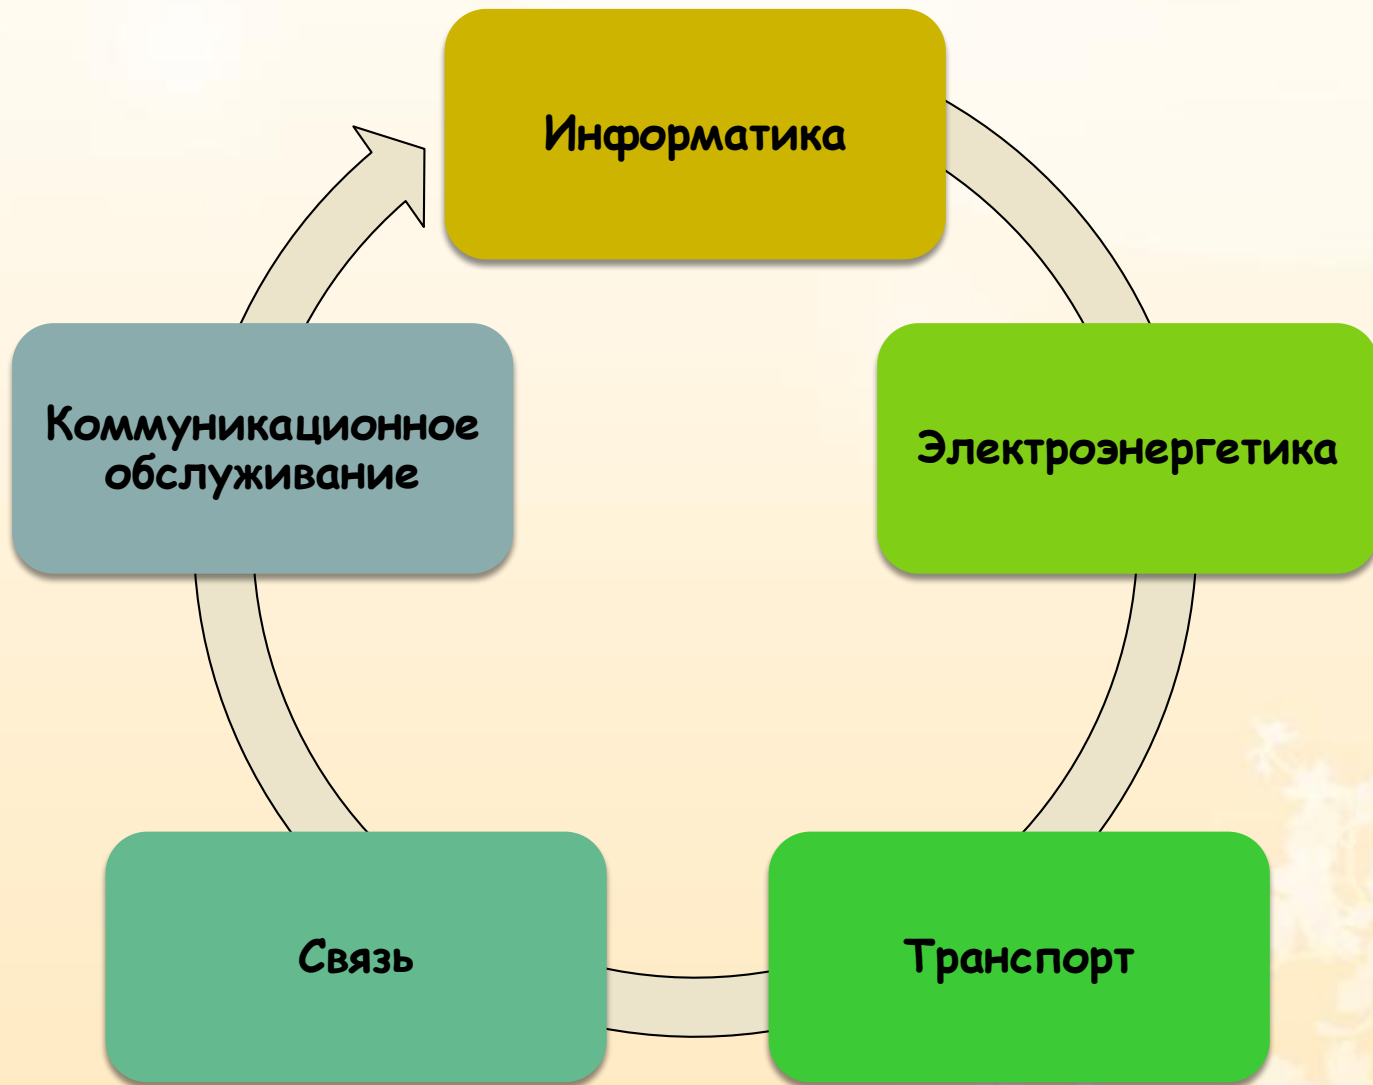 Информатика
Электроэнергетика
Транспорт
Связь
Коммуникационное
обслуживание